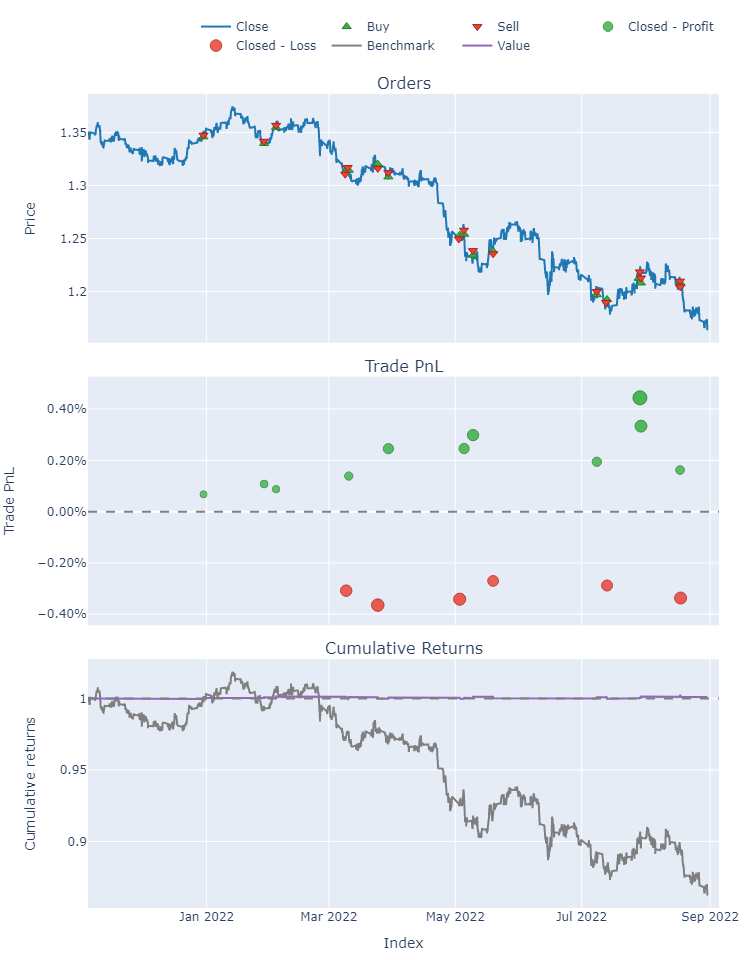 Close Buy Sell Closed - Profit
Closed - Loss Benchmark Value
Orders
1.35
1.3
1.25
1.2
Price
Trade PnL
0.40%
0.20%
0.00%
−0.20%
−0.40%
Trade PnL
Cumulative Returns
1
0.95
0.9
Cumulative returns
Jan 2022 Mar 2022 May 2022 Jul 2022 Sep 2022
Index